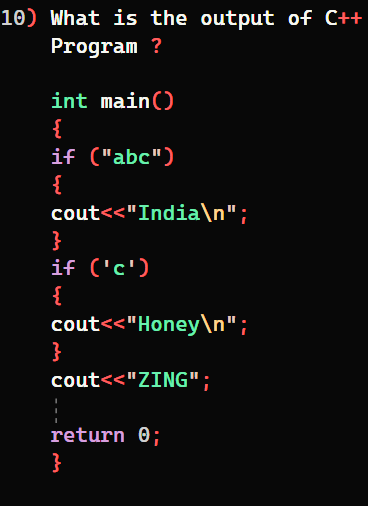 10) What is the output of C++
Program ?
int main()
{
if ("abc")
{
cout<<"India\n";
}
if ('c')
{
cout<<"Honey\n";
}
cout<<"ZING";
return 0;
}